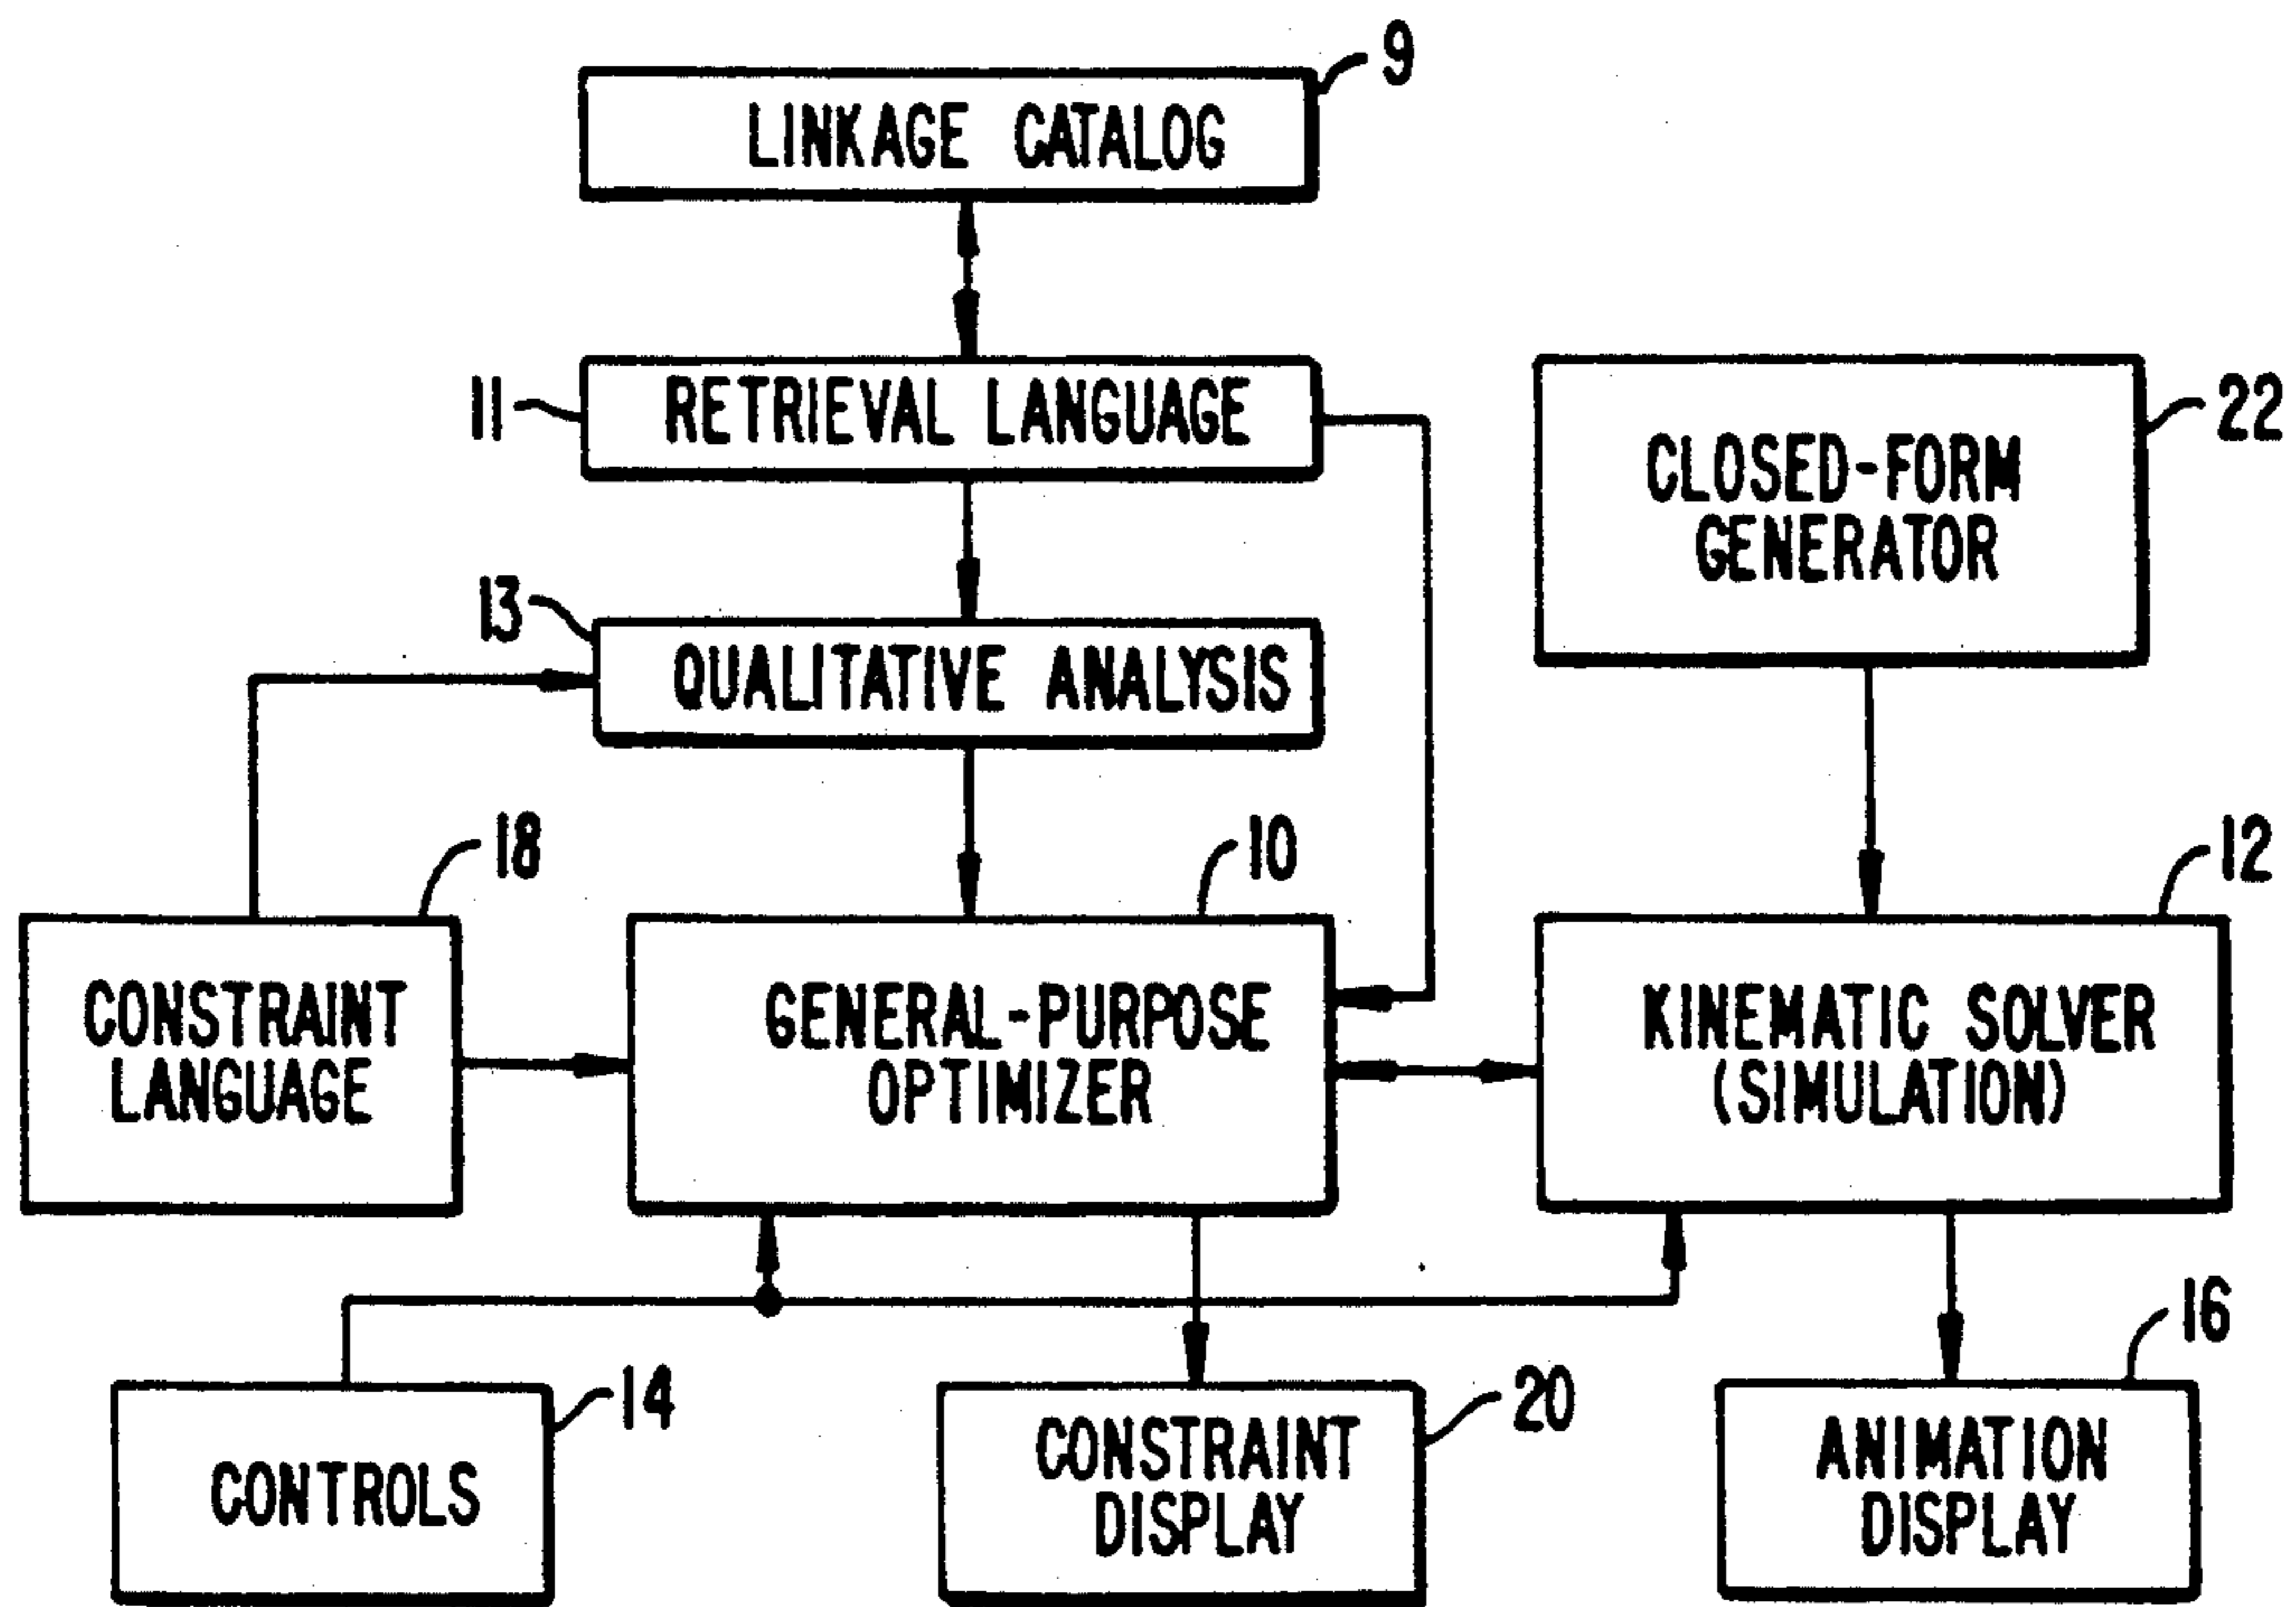 9
LINKAGE CATALOG
11
RETRIEVAL LANGUAGE
22
CLOSED-FORM
GENERATOR
13
QUALITATIVE ANALYSIS
18
10
12
CONSTRAINT
LANGUAGE
GENERAL-PURPOSE
OPTIMIZER
KINEMATIC SOLVER
(SIMULATION)
14
20
16
CONTROLS
CONSTRAINT
DISPLAY
ANIMATION
DISPLAY